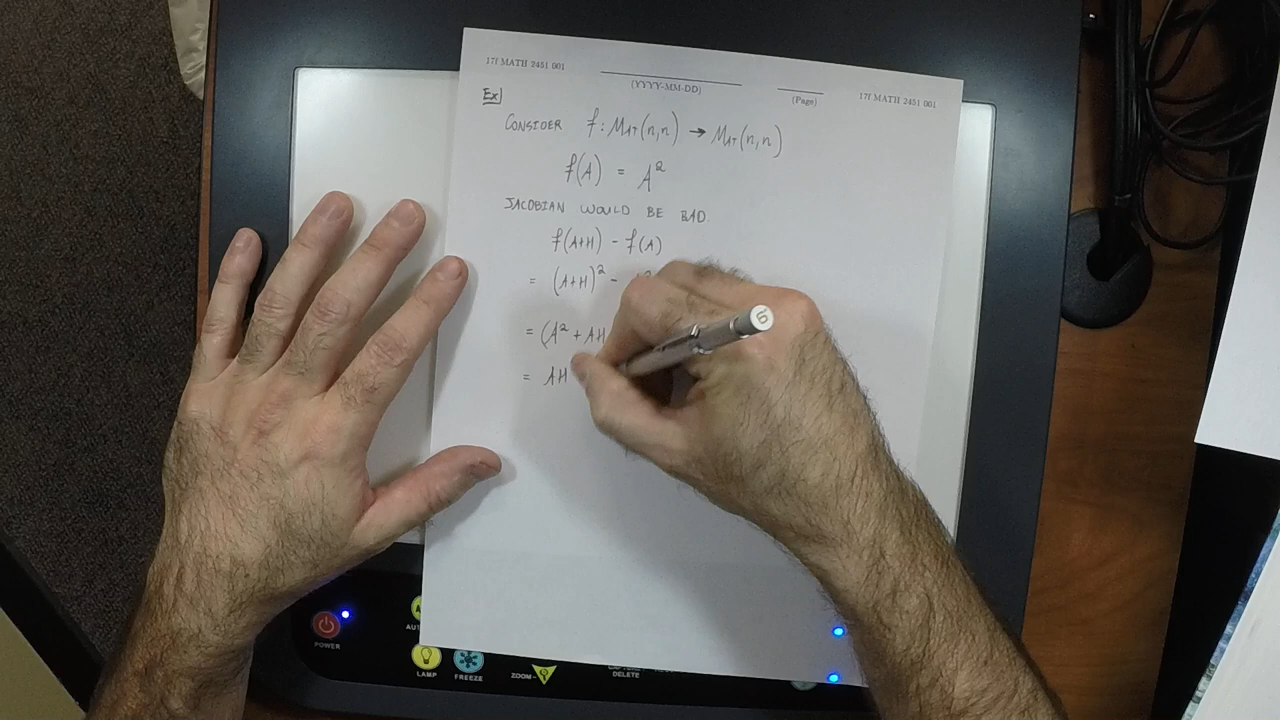 17f MATH 2451 001
(YYYY-MM-DD)
(Page)
17f MATH 2451 001
Ex
CONSIDER f : MAT(n,n) → MAT(n,n)
f(A) = A²
JACOBIAN WOULD BE BAD.
f(A+H) - f(A)
= (A+H)² -
= (A² + AH
= AH
POWER
LAMP
FREEZE
ZOOM
DELETE